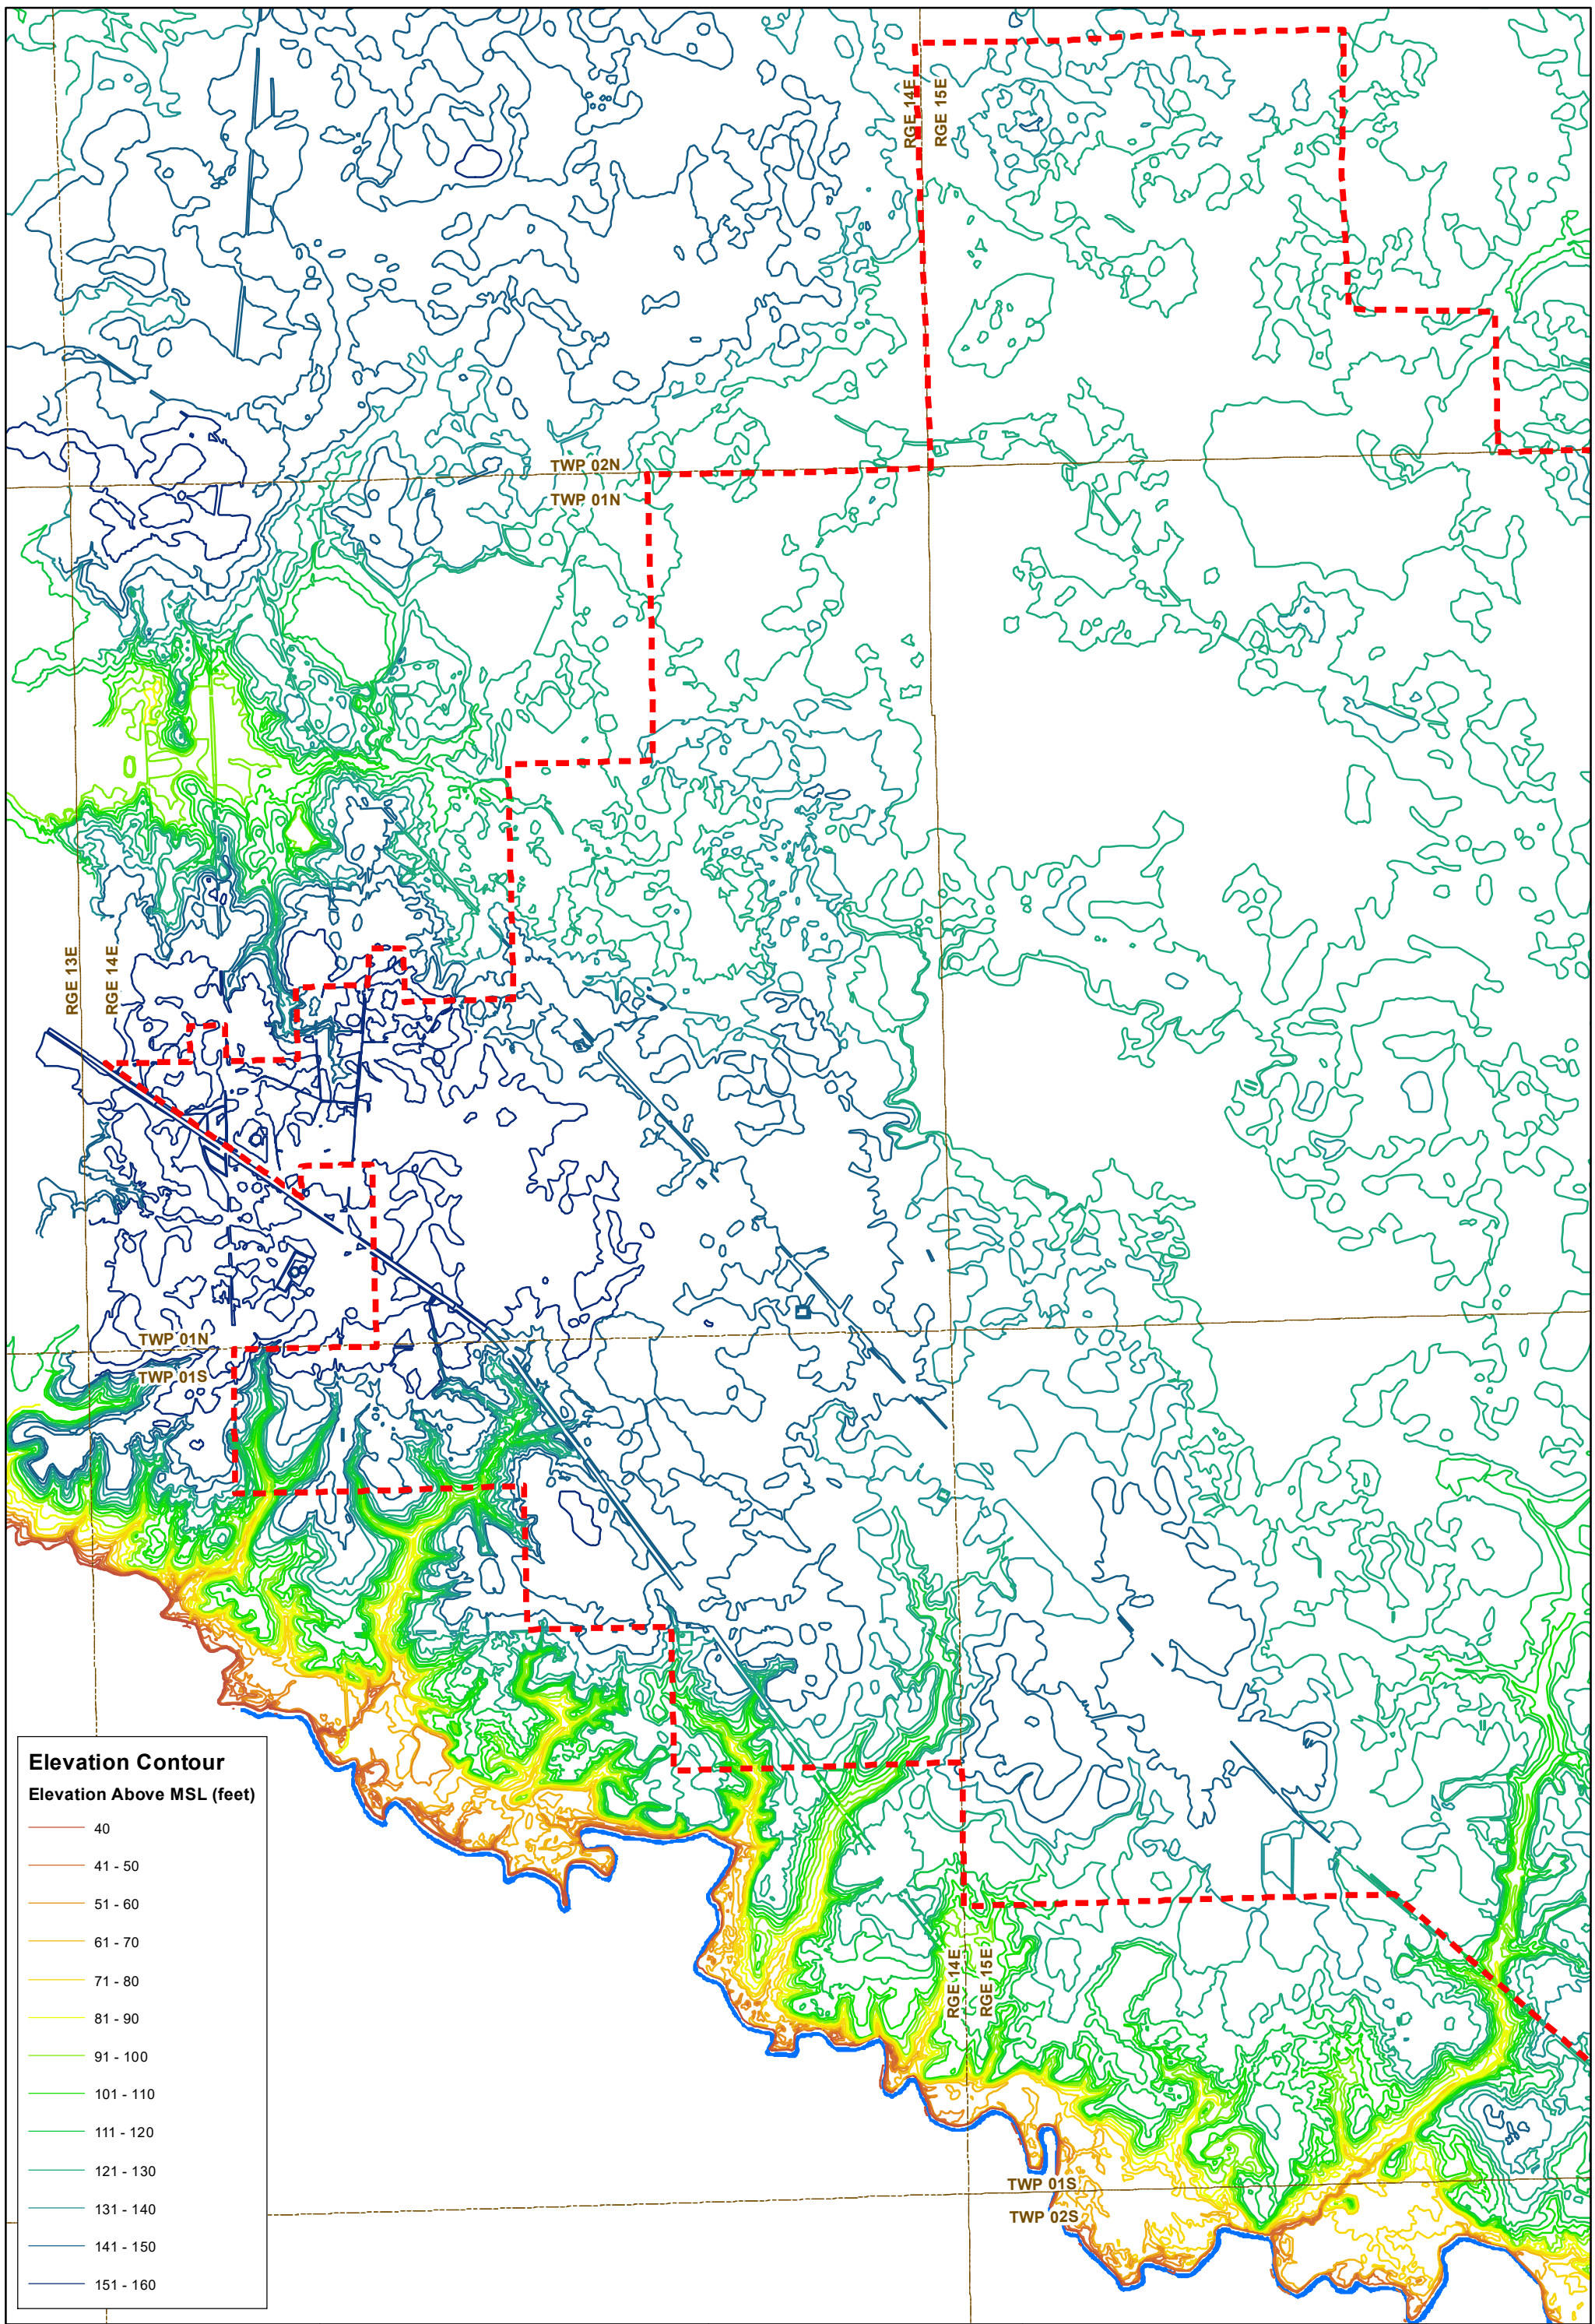 RGE 14E
RGE 15E
TWP 02N
TWP 01N
RGE 13E
RGE 14E
TWP 01N
TWP 01S
RGE 14E
RGE 15E
TWP 01S
TWP 02S
Elevation Contour
Elevation Above MSL (feet)
40
41 - 50
51 - 60
61 - 70
71 - 80
81 - 90
91 - 100
101 - 110
111 - 120
121 - 130
131 - 140
141 - 150
151 - 160